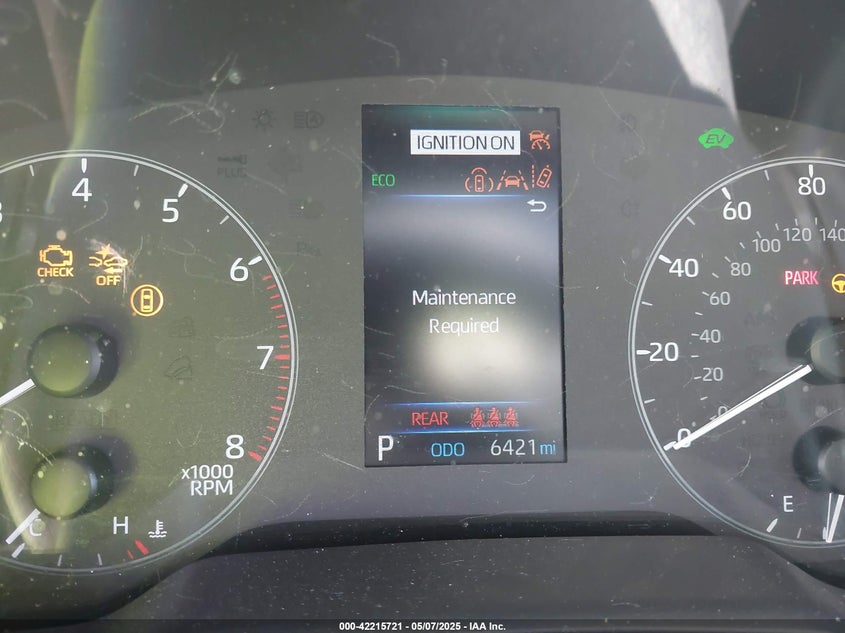 IGNITION ON
EV
ECO
4
80
5
60
100 120 140
6
CHECK
OFF
40
80
PARK
Maintenance
60
Required
40
7
20
20
0
REAR
0
8
P
ODO 6421 mi
x1000
RPM
E
C
H
000-42215721 - 05/07/2025 - IAA Inc.